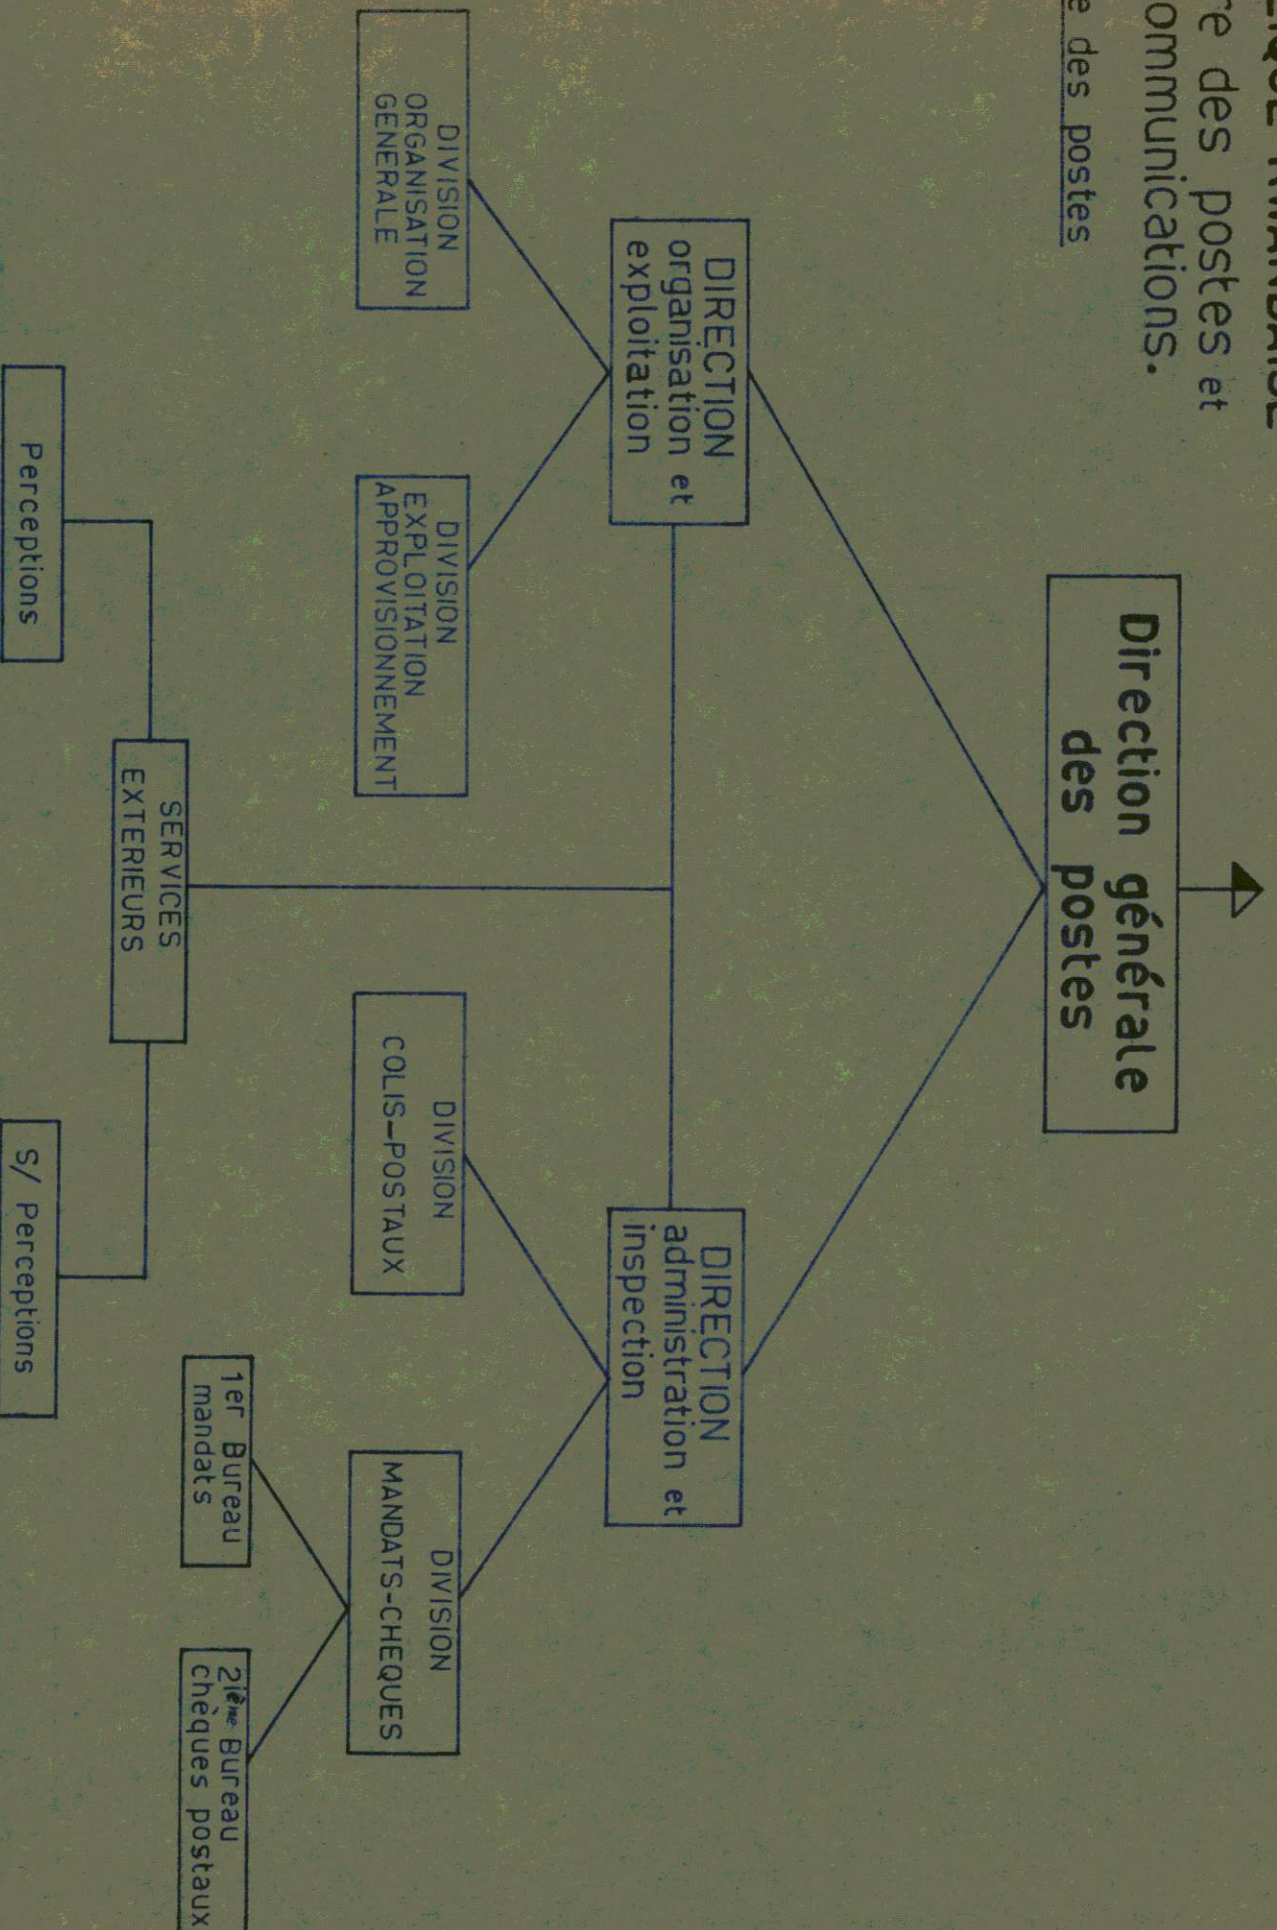 RWANDAISE
des postes et
ommunications.
des postes
Direction générale
des postes
DIRECTION
organisation et
exploitation
DIRECTION
administration et
inspection
DIVISION
ORGANISATION
GENERALE
DIVISION
EXPLOITATION
APPROVISIONNEMENT
DIVISION
COLIS-POSTAUX
DIVISION
MANDATS-CHEQUES
1er Bureau
mandats
2ième Bureau
chèques postaux
SERVICES
EXTERIEURS
Perceptions
S/ Perceptions